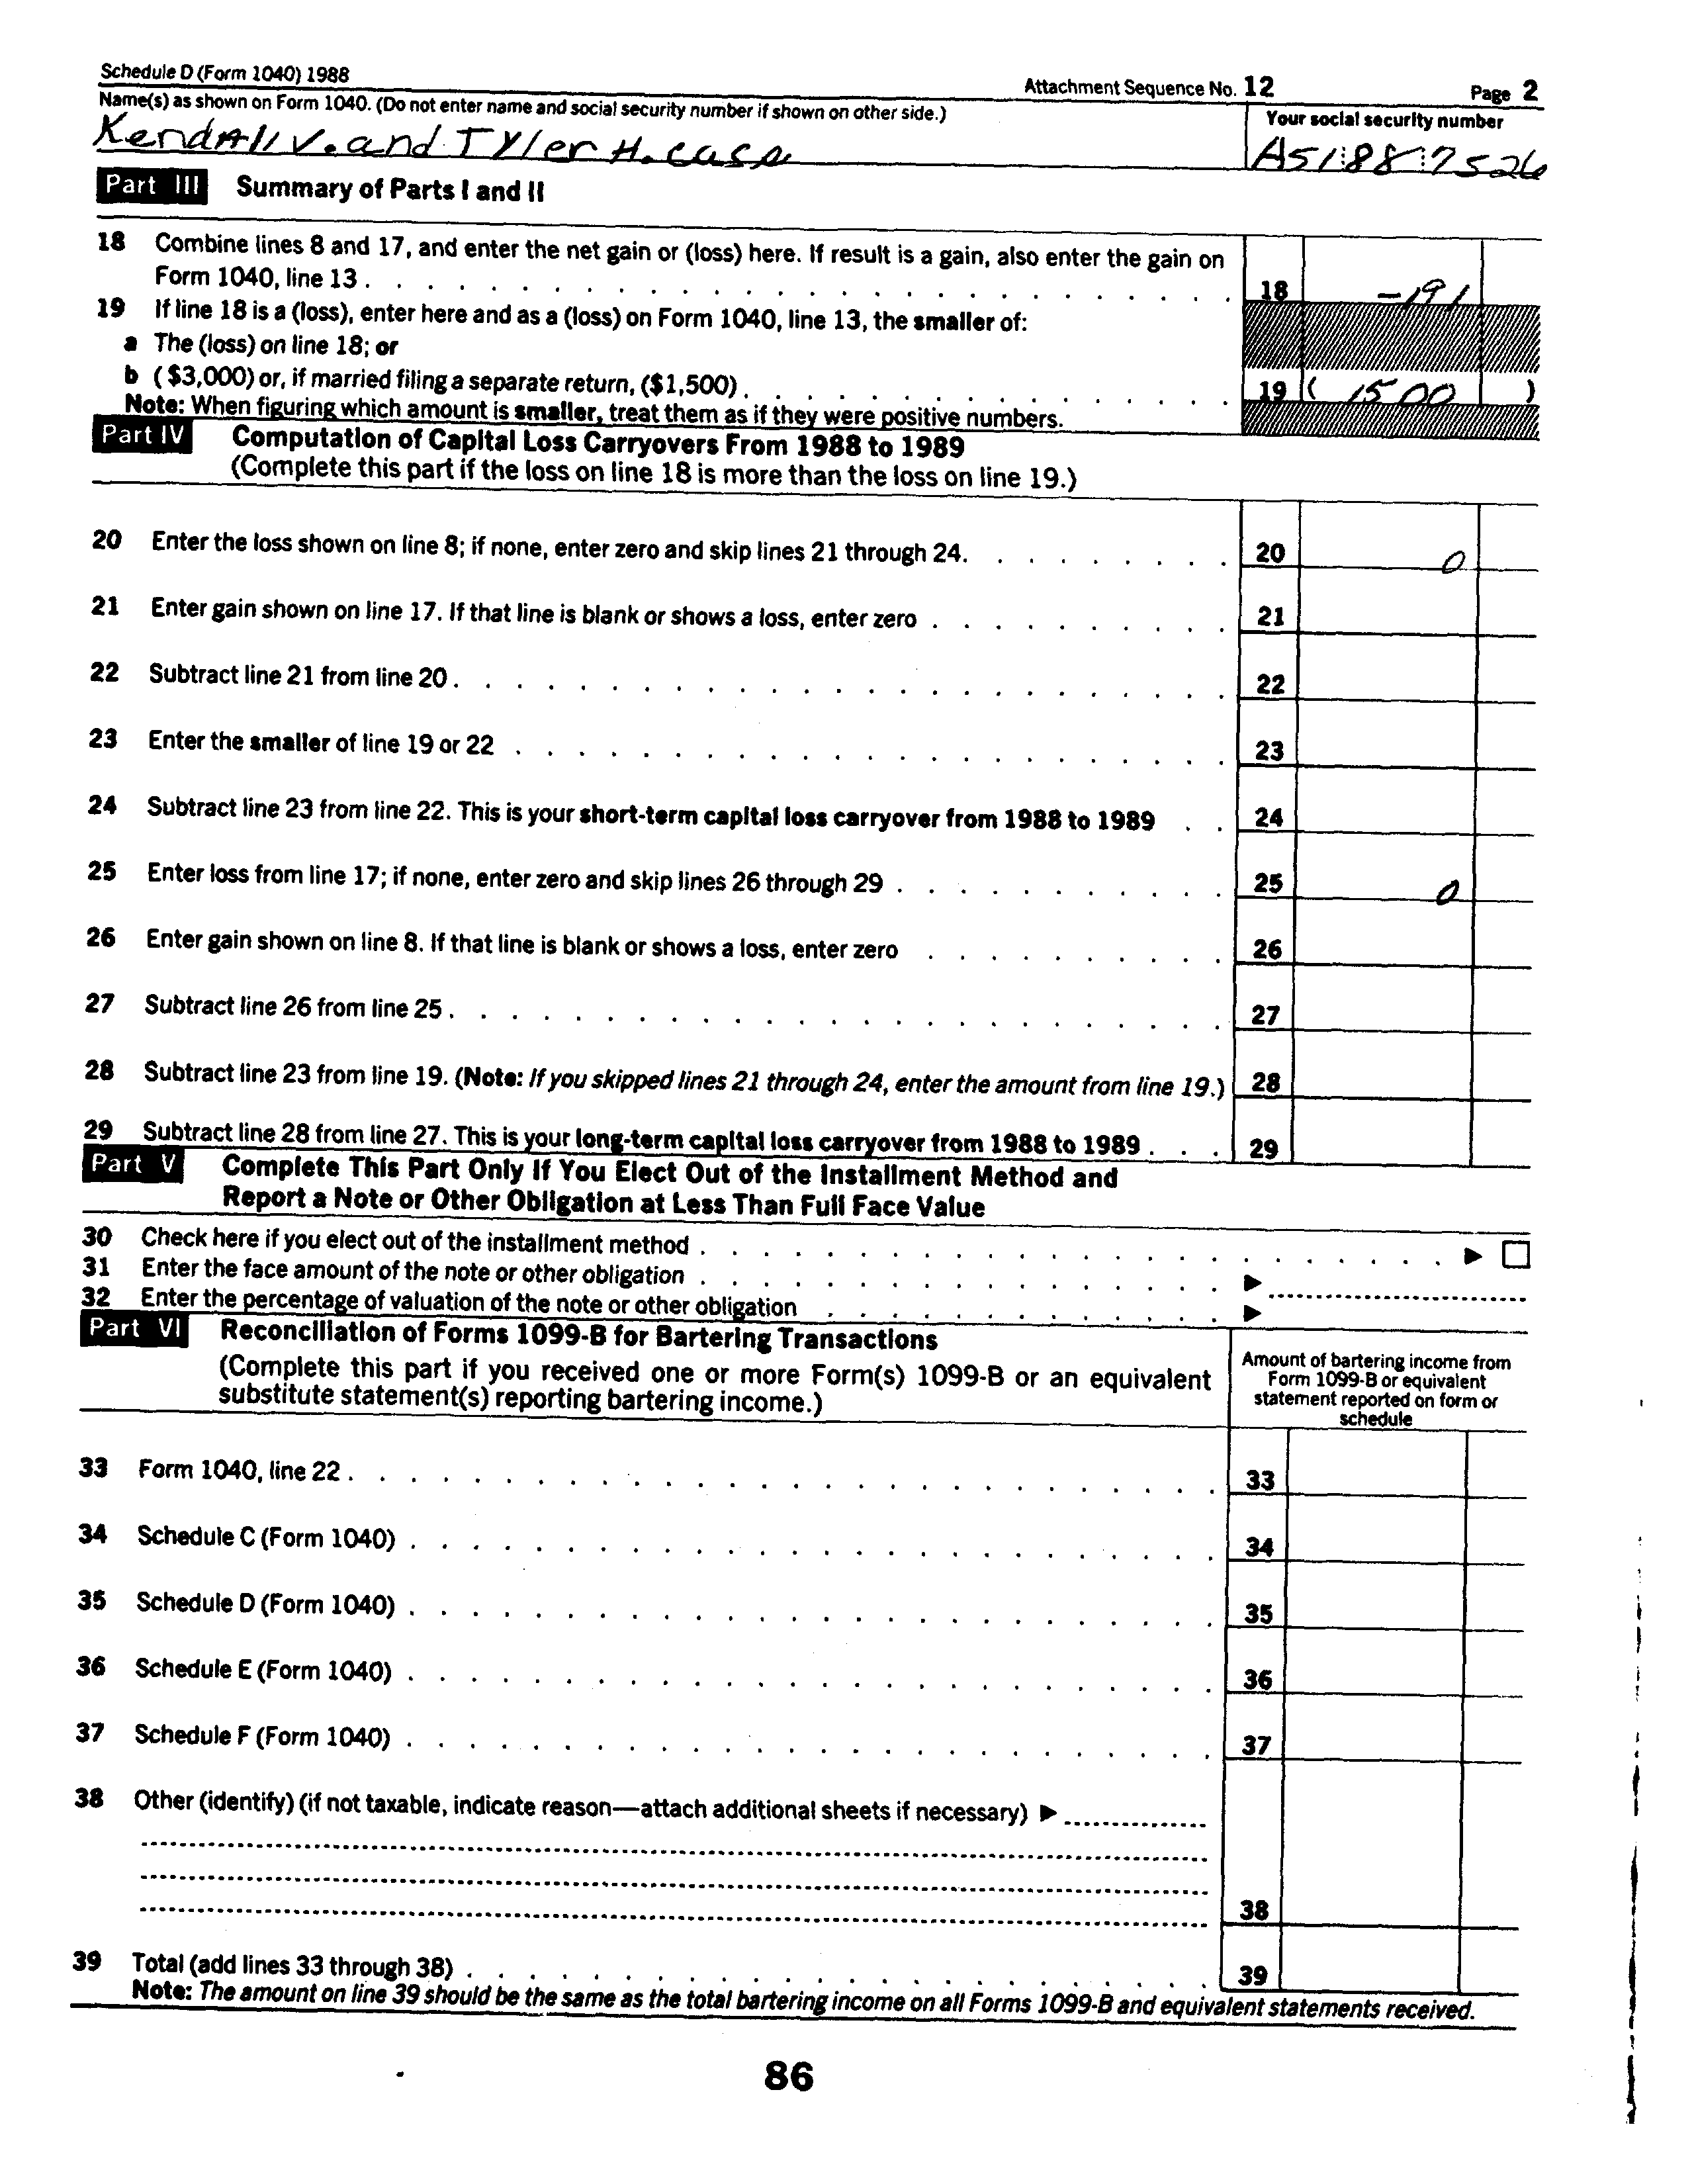 Schedule D (Form 1040) 1988
Attachment Sequence No. 12
Page 2
Name(s) as shown on Form 1040. (Do not enter name and social security number if shown on other side.)
Your social security number
KendAll V. and Tyler H. Case
A51 88 7526
Part III Summary of Parts I and II
18 Combine lines 8 and 17, and enter the net gain or (loss) here. If result is a gain, also enter the gain on
Form 1040, line 13 . . . 18 -191
19 If line 18 is a (loss), enter here and as a (loss) on Form 1040, line 13, the smaller of:
a The (loss) on line 18; or
b ($3,000) or, if married filing a separate return, ($1,500) . . . 19 ( 1500 )
Note: When figuring which amount is smaller, treat them as if they were positive numbers.
Part IV Computation of Capital Loss Carryovers From 1988 to 1989
(Complete this part if the loss on line 18 is more than the loss on line 19.)
20 Enter the loss shown on line 8; if none, enter zero and skip lines 21 through 24. . . . 20 0
21 Enter gain shown on line 17. If that line is blank or shows a loss, enter zero . . . 21
22 Subtract line 21 from line 20 . . . 22
23 Enter the smaller of line 19 or 22 . . . 23
24 Subtract line 23 from line 22. This is your short-term capital loss carryover from 1988 to 1989 . . 24
25 Enter loss from line 17; if none, enter zero and skip lines 26 through 29 . . . 25 0
26 Enter gain shown on line 8. If that line is blank or shows a loss, enter zero . . . 26
27 Subtract line 26 from line 25 . . . 27
28 Subtract line 23 from line 19. (Note: If you skipped lines 21 through 24, enter the amount from line 19.) 28
29 Subtract line 28 from line 27. This is your long-term capital loss carryover from 1988 to 1989 . . . 29
Part V Complete This Part Only If You Elect Out of the Installment Method and
Report a Note or Other Obligation at Less Than Full Face Value
30 Check here if you elect out of the installment method . . . ▶ ☐
31 Enter the face amount of the note or other obligation . . . ▶
32 Enter the percentage of valuation of the note or other obligation . . . ▶
Part VI Reconciliation of Forms 1099-B for Bartering Transactions
(Complete this part if you received one or more Form(s) 1099-B or an equivalent
substitute statement(s) reporting bartering income.)
Amount of bartering income from
Form 1099-B or equivalent
statement reported on form or
schedule
33 Form 1040, line 22 . . . 33
34 Schedule C (Form 1040) . . . 34
35 Schedule D (Form 1040) . . . 35
36 Schedule E (Form 1040) . . . 36
37 Schedule F (Form 1040) . . . 37
38 Other (identify) (if not taxable, indicate reason—attach additional sheets if necessary) ▶
38
39 Total (add lines 33 through 38) . . . 39
Note: The amount on line 39 should be the same as the total bartering income on all Forms 1099-B and equivalent statements received.
86